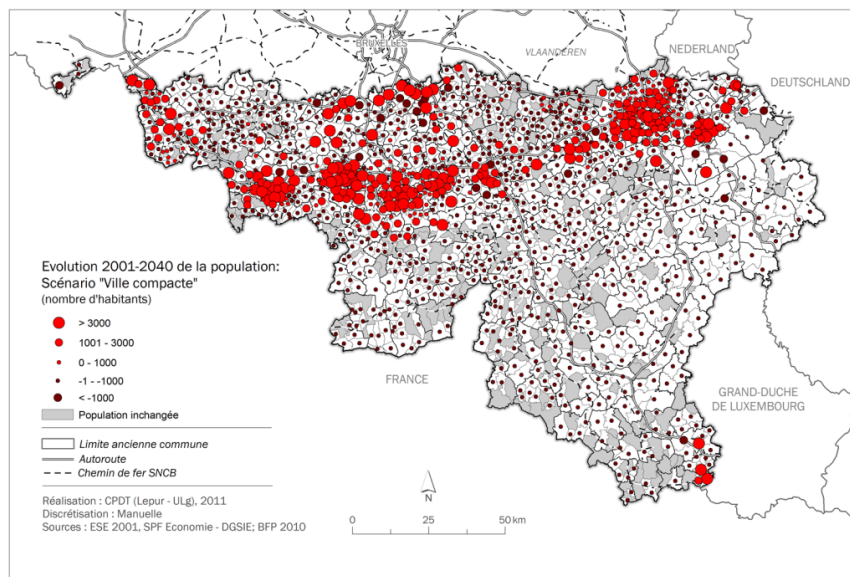 BRUXELLES
VLAANDEREN
NEDERLAND
DEUTSCHLAND
Evolution 2001-2040 de la population:
Scénario "Ville compacte"
(nombre d'habitants)
> 3000
1001 - 3000
0 - 1000
-1 - -1000
< -1000
Population inchangée
Limite ancienne commune
Autoroute
Chemin de fer SNCB
Réalisation : CPDT (Lepur - ULg), 2011
Discrétisation : Manuelle
Sources : ESE 2001, SPF Economie - DGSIE; BFP 2010
FRANCE
GRAND-DUCHE
DE LUXEMBOURG
N
0 25 50 km